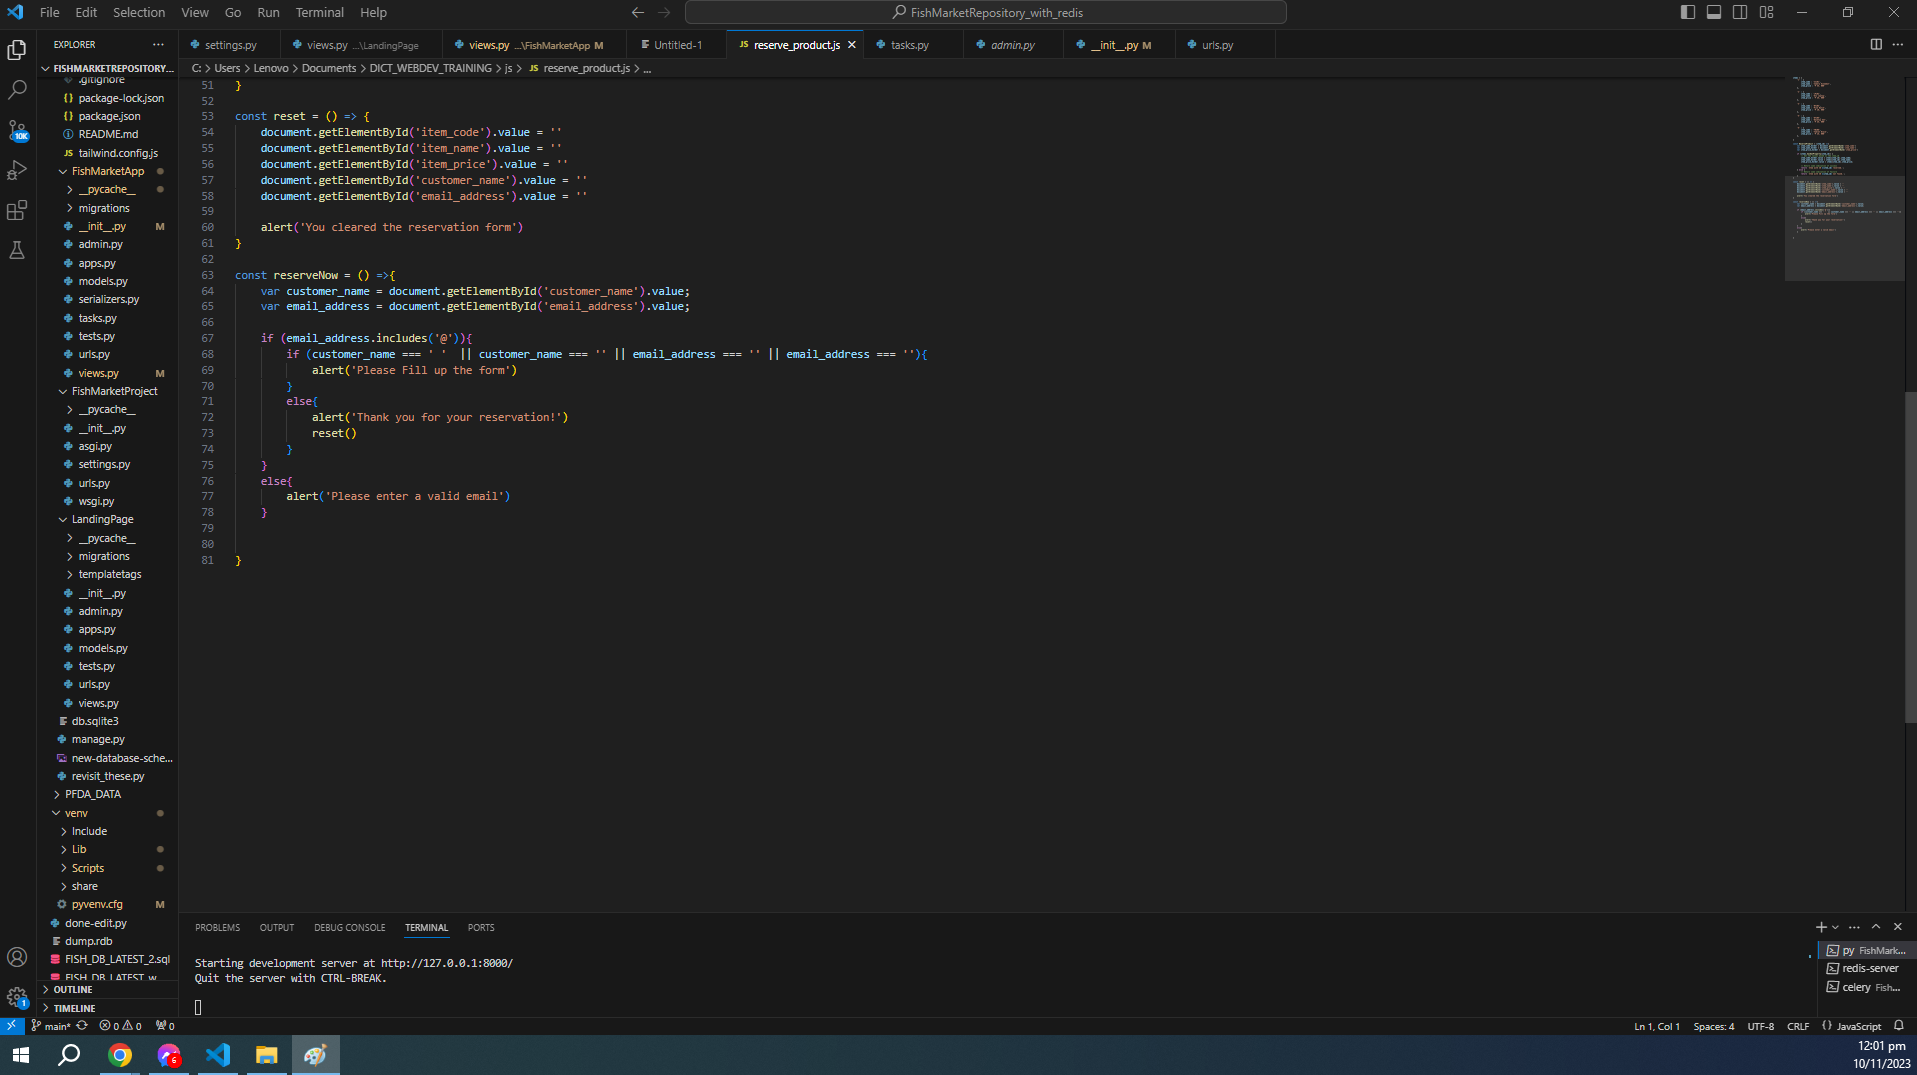 File Edit Selection View Go Run Terminal Help
FishMarketRepository_with_redis
EXPLORER
settings.py
views.py ...\LandingPage
views.py ...\FishMarketApp M
Untitled-1
JS reserve_product.js
tasks.py
admin.py
__init__.py M
urls.py
FISHMARKETREPOSITORY...
C: > Users > Lenovo > Documents > DICT_WEBDEV_TRAINING > js > JS reserve_product.js > ...
.gitignore
{} package-lock.json
{} package.json
README.md
JS tailwind.config.js
FishMarketApp
__pycache__
migrations
__init__.py M
admin.py
apps.py
models.py
serializers.py
tasks.py
tests.py
urls.py
views.py M
FishMarketProject
__pycache__
__init__.py
asgi.py
settings.py
urls.py
wsgi.py
LandingPage
__pycache__
migrations
templatetags
__init__.py
admin.py
apps.py
models.py
tests.py
urls.py
views.py
db.sqlite3
manage.py
new-database-sche...
revisit_these.py
PFDA_DATA
venv
Include
Lib
Scripts
share
pyvenv.cfg M
done-edit.py
dump.rdb
FISH_DB_LATEST_2.sql
FISH_DB_LATEST_w
OUTLINE
TIMELINE
10K
1
51 }
52
53 const reset = () => {
54 document.getElementById('item_code').value = ''
55 document.getElementById('item_name').value = ''
56 document.getElementById('item_price').value = ''
57 document.getElementById('customer_name').value = ''
58 document.getElementById('email_address').value = ''
59
60 alert('You cleared the reservation form')
61 }
62
63 const reserveNow = () =>{
64 var customer_name = document.getElementById('customer_name').value;
65 var email_address = document.getElementById('email_address').value;
66
67 if (email_address.includes('@')){
68 if (customer_name === ' ' || customer_name === '' || email_address === '' || email_address === ''){
69 alert('Please Fill up the form')
70 }
71 else{
72 alert('Thank you for your reservation!')
73 reset()
74 }
75 }
76 else{
77 alert('Please enter a valid email')
78 }
79
80
81 }
PROBLEMS OUTPUT DEBUG CONSOLE TERMINAL PORTS
Starting development server at http://127.0.0.1:8000/
Quit the server with CTRL-BREAK.
py FishMark...
redis-server
celery Fish...
main* 0 0 0
Ln 1, Col 1 Spaces: 4 UTF-8 CRLF {} JavaScript
6
12:01 pm
10/11/2023